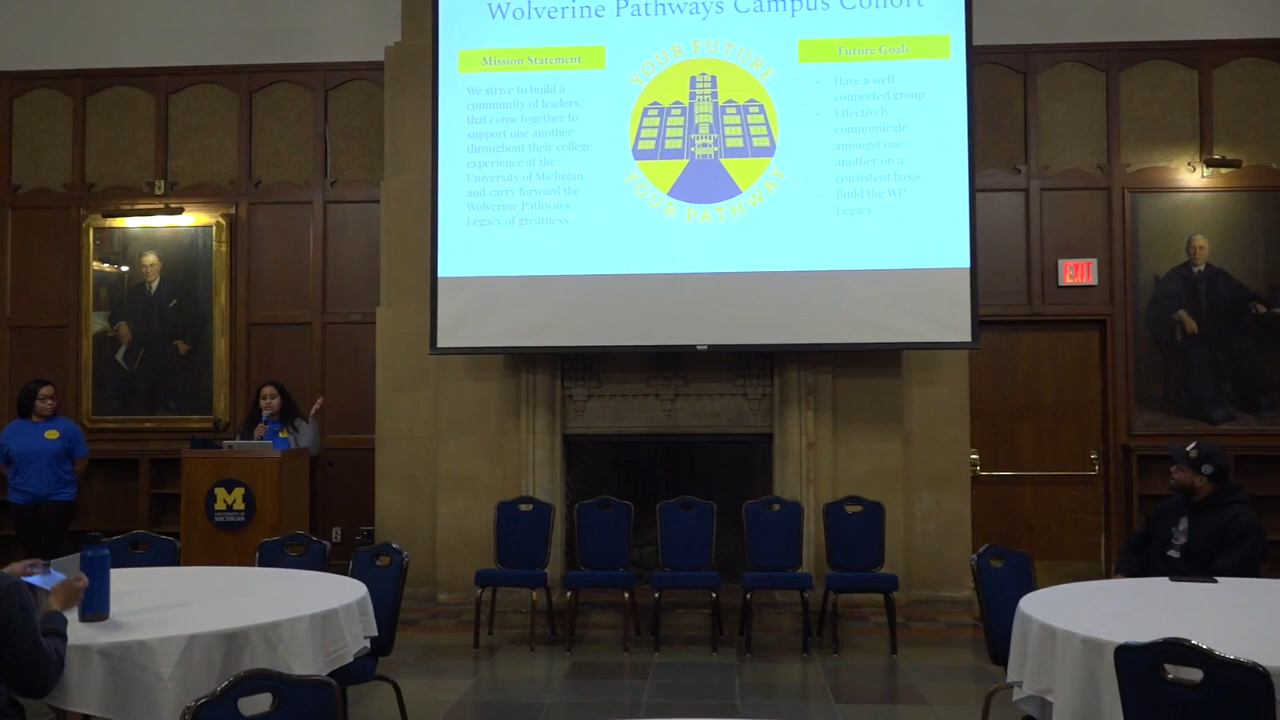 Wolverine Pathways Campus Cohort
Mission Statement
We strive to build a
community of leaders,
that come together to
support one another
throughout their college
experience at the
University of Michigan
and carry forward the
Wolverine Pathways
Legacy of greatness.
YOUR FUTURE
YOUR PATHWAY
Future Goals
- Have a well
connected group
- Effectively
communicate
amongst one
another on a
consistent basis
- Build the WP
Legacy
EXIT
M
UNIVERSITY OF
MICHIGAN